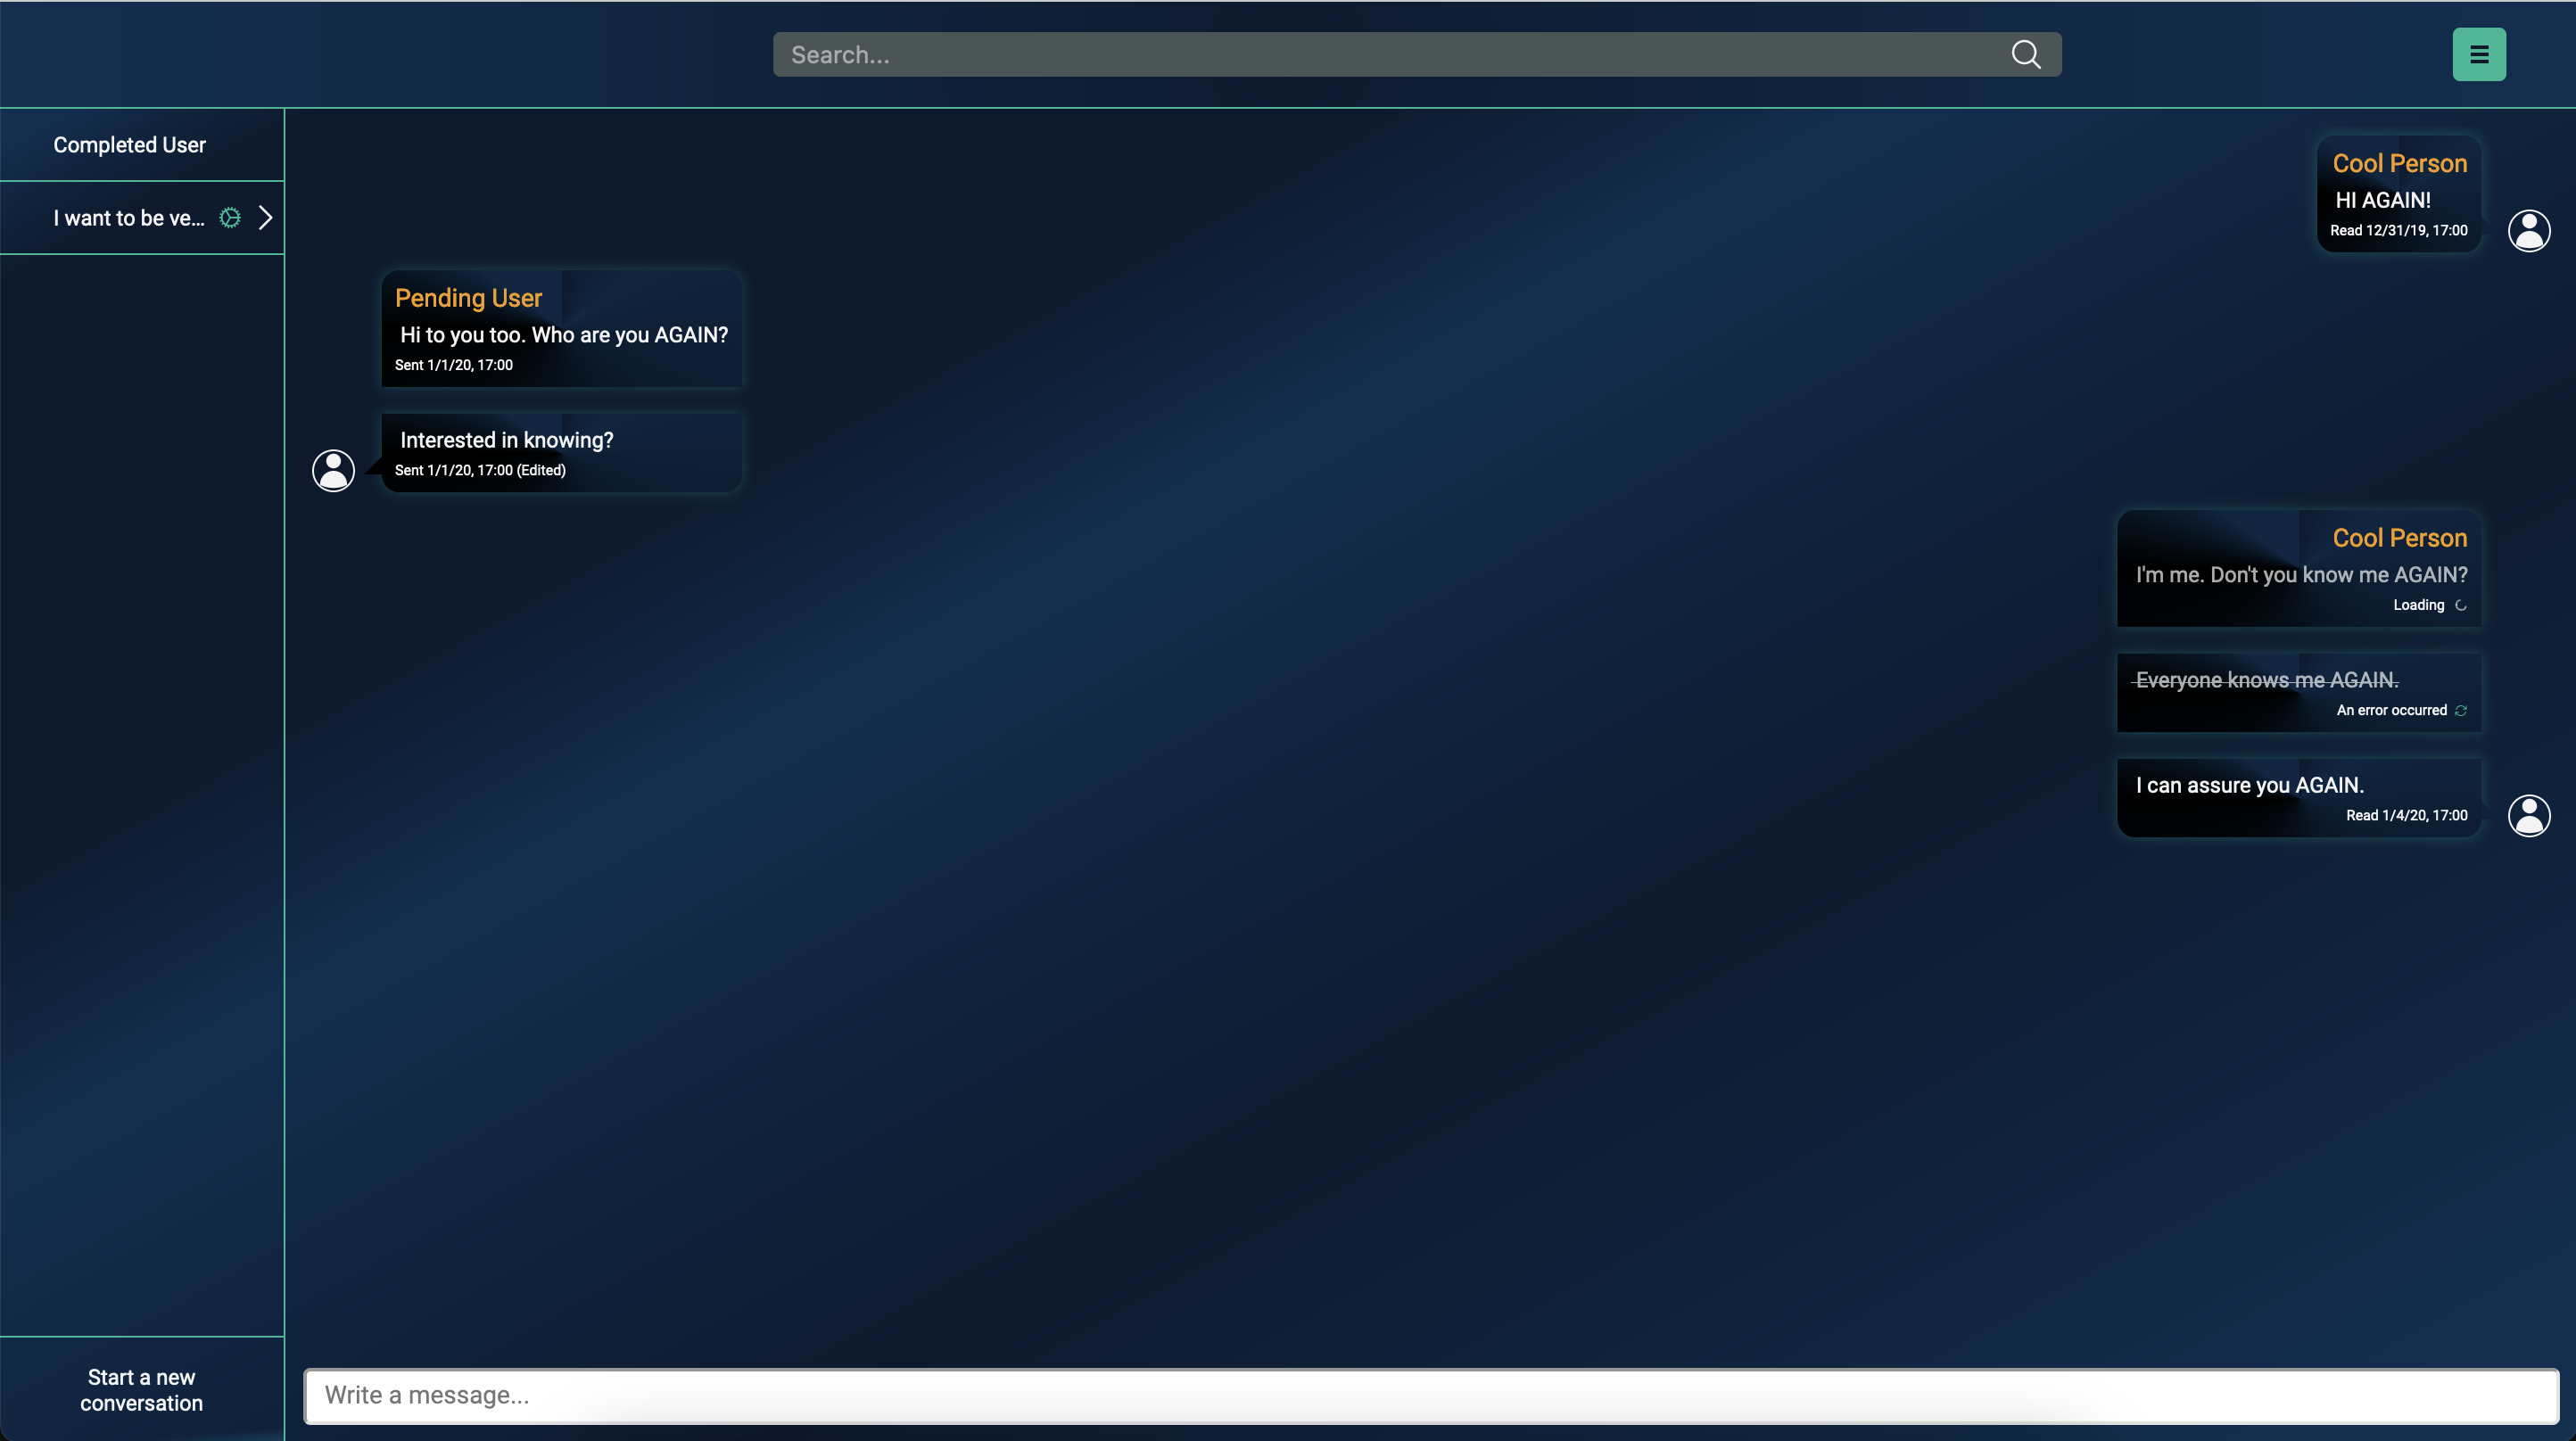 Search...
Completed User
I want to be ve...
Cool Person
HI AGAIN!
Read 12/31/19, 17:00
Pending User
Hi to you too. Who are you AGAIN?
Sent 1/1/20, 17:00
Interested in knowing?
Sent 1/1/20, 17:00 (Edited)
Cool Person
I'm me. Don't you know me AGAIN?
Loading
Everyone knows me AGAIN.
An error occurred
I can assure you AGAIN.
Read 1/4/20, 17:00
Start a new
conversation
Write a message...